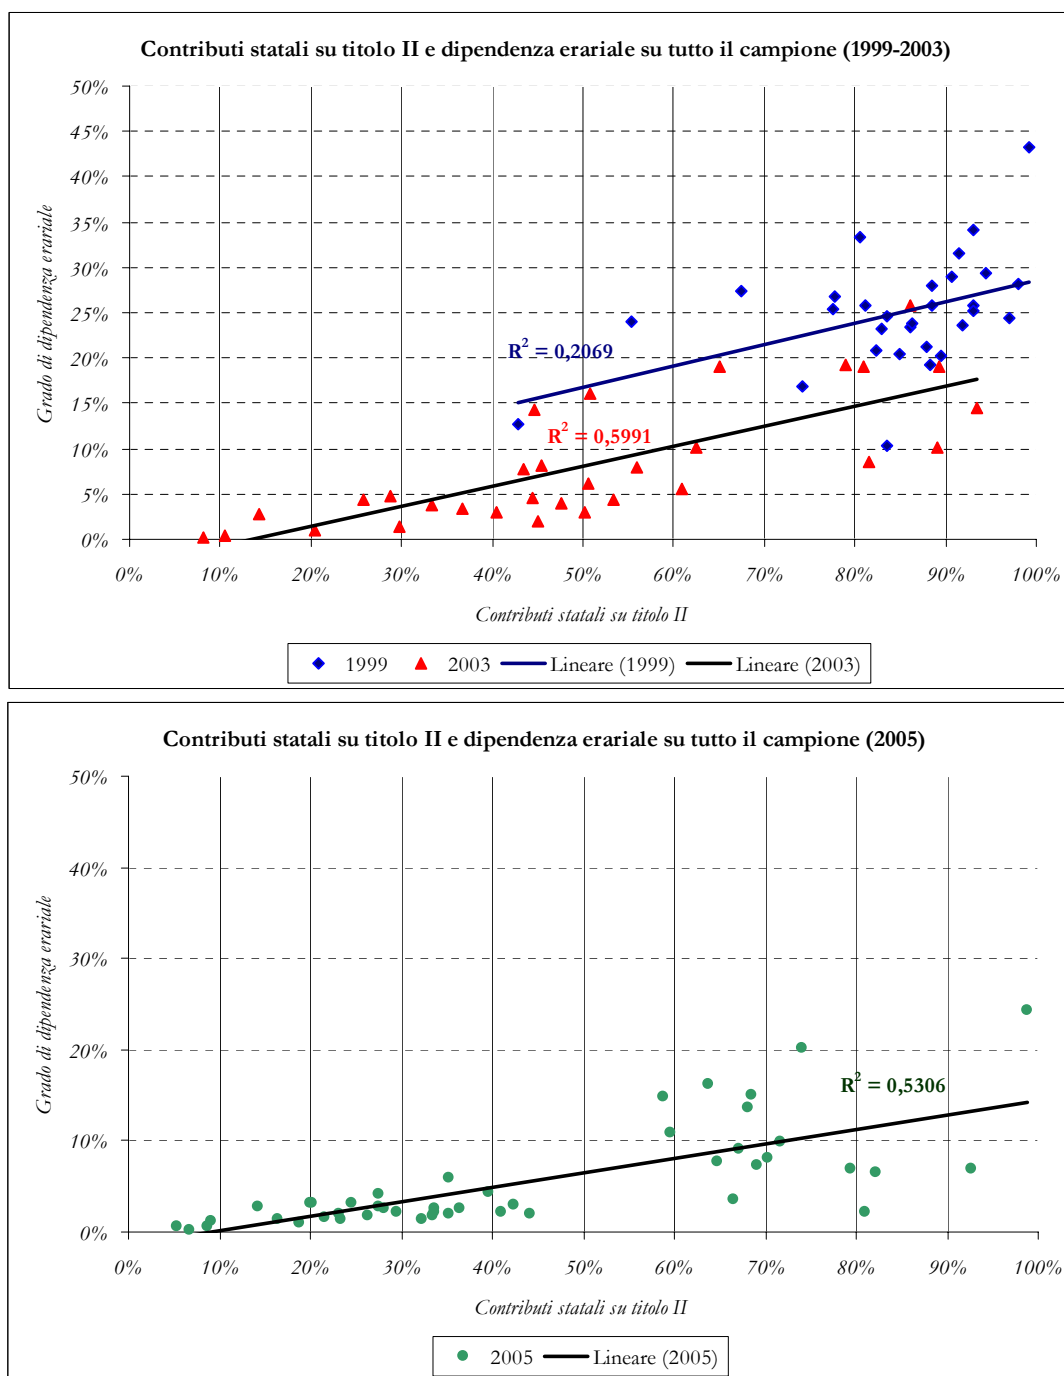 Contributi statali su titolo II e dipendenza erariale su tutto il campione (1999-2003)
50%
45%
40%
35%
30%
25%
20%
15%
10%
5%
0%
Grado di dipendenza erariale
R² = 0,2069
R² = 0,5991
0% 10% 20% 30% 40% 50% 60% 70% 80% 90% 100%
Contributi statali su titolo II
1999 2003 Lineare (1999) Lineare (2003)
Contributi statali su titolo II e dipendenza erariale su tutto il campione (2005)
50%
40%
30%
20%
10%
0%
Grado di dipendenza erariale
R² = 0,5306
0% 10% 20% 30% 40% 50% 60% 70% 80% 90% 100%
Contributi statali su titolo II
2005 Lineare (2005)